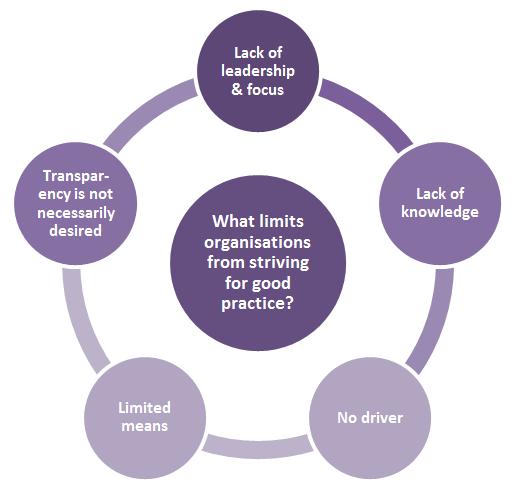 Lack of
leadership
& focus
Lack of
knowledge
No driver
Limited
means
Transpar-
ency is not
necessarily
desired
What limits
organisations
from striving
for good
practice?